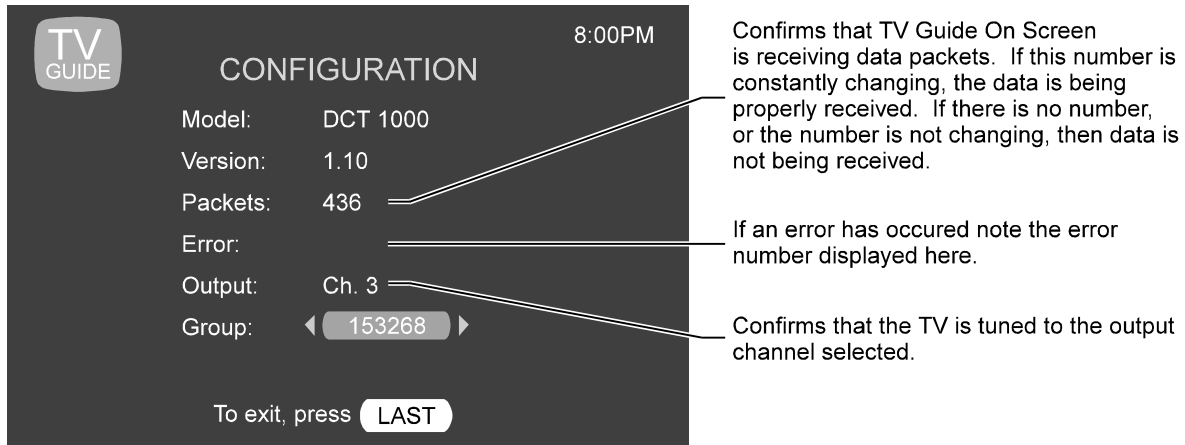 TV
GUIDE
8:00PM
CONFIGURATION
Model: DCT 1000
Version: 1.10
Packets: 436
Error:
Output: Ch. 3
Group: 153268
To exit, press LAST
Confirms that TV Guide On Screen
is receiving data packets.  If this number is
constantly changing, the data is being
properly received.  If there is no number,
or the number is not changing, then data is
not being received.
If an error has occured note the error
number displayed here.
Confirms that the TV is tuned to the output
channel selected.